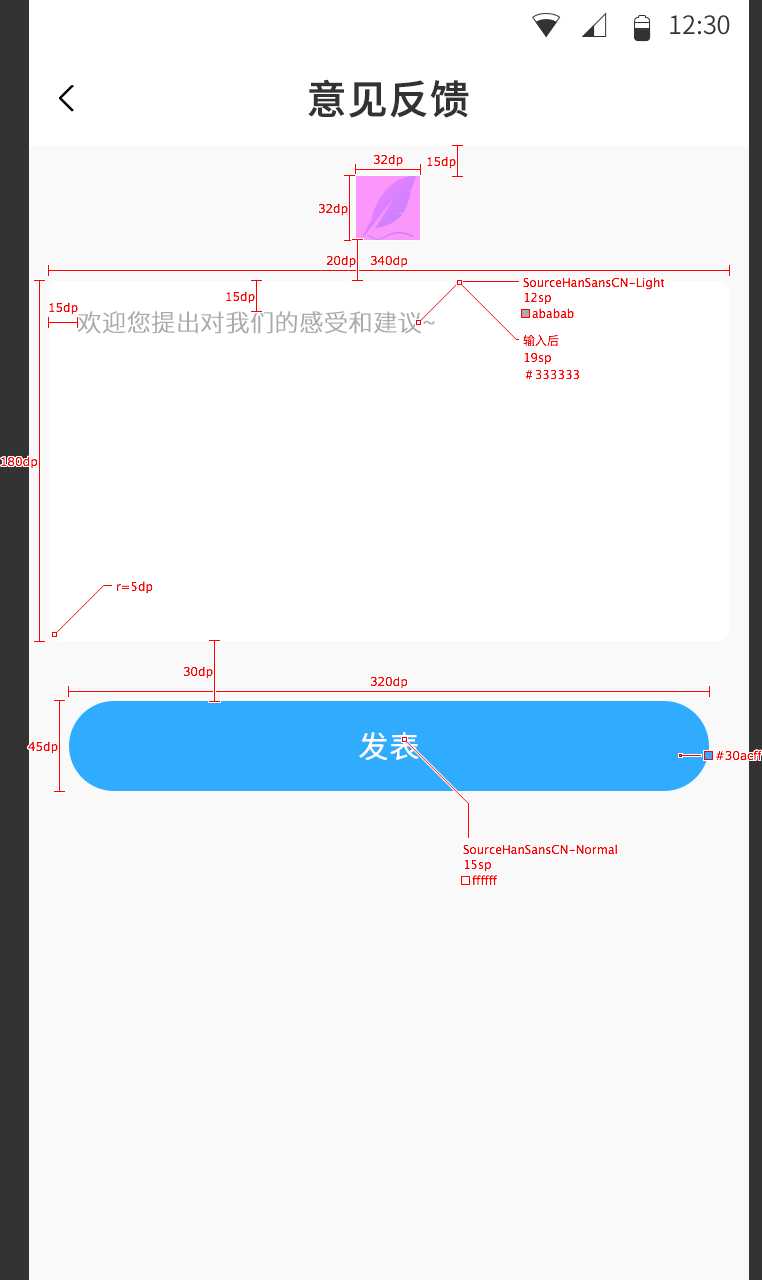 12:30
意见反馈
32dp
15dp
32dp
20dp
340dp
SourceHanSansCN-Light
12sp
ababab
15dp
15dp
欢迎您提出对我们的感受和建议~
输入后
19sp
#333333
180dp
r=5dp
30dp
320dp
45dp
发表
#30acff
SourceHanSansCN-Normal
15sp
ffffff